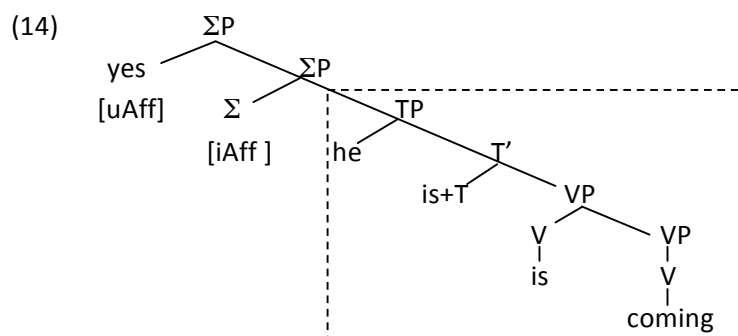 (14) ΣP
yes ΣP
[uAff] Σ TP
[iAff ] he T’
is+T VP
V VP
is V
coming